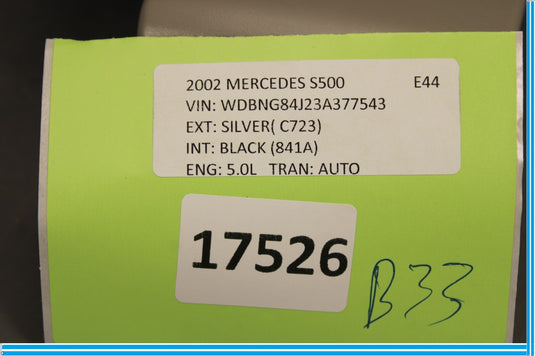 2002 MERCEDES S500 E44
VIN: WDBNG84J23A377543
EXT: SILVER( C723)
INT: BLACK (841A)
ENG: 5.0L TRAN: AUTO
17526
B33